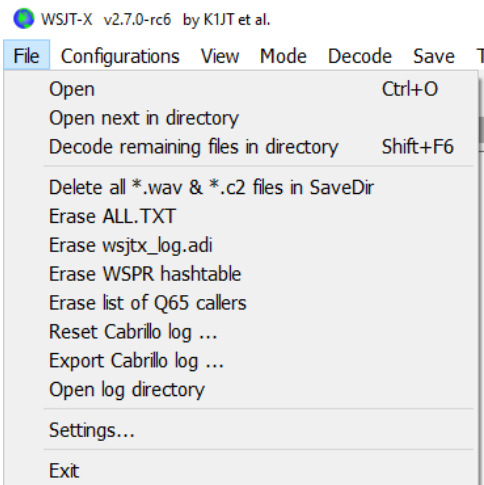 WSJT-X v2.7.0-rc6 by K1JT et al.
File Configurations View Mode Decode Save
Open Ctrl+O
Open next in directory
Decode remaining files in directory Shift+F6
Delete all *.wav & *.c2 files in SaveDir
Erase ALL.TXT
Erase wsjtx_log.adi
Erase WSPR hashtable
Erase list of Q65 callers
Reset Cabrillo log ...
Export Cabrillo log ...
Open log directory
Settings...
Exit